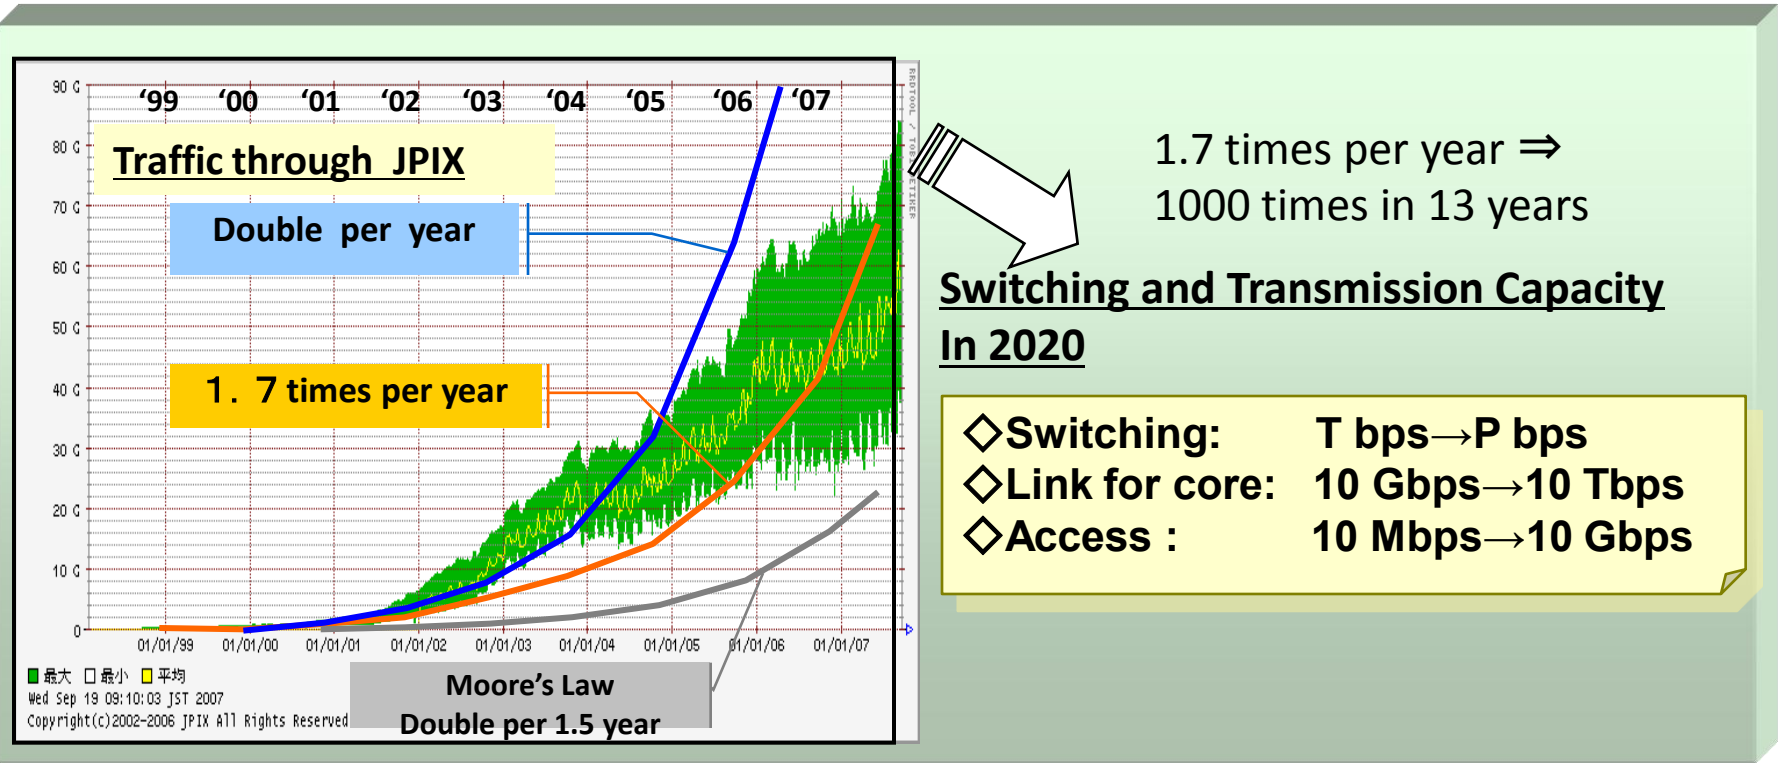 90 G
80 G
70 G
60 G
50 G
40 G
30 G
20 G
10 G
0
‘99 ‘00 ‘01 ‘02 ‘03 ‘04 ‘05 ‘06 ‘07
Traffic through JPIX
Double per year
1．7 times per year
01/01/99 01/01/00 01/01/01 01/01/02 01/01/03 01/01/04 01/01/05 01/01/06 01/01/07
最大 最小 平均
Wed Sep 19 09:10:03 JST 2007
Copyright(c)2002-2006 JPIX All Rights Reserved
Moore’s Law
Double per 1.5 year
RRDTOOL / TOBI OETIKER
1.7 times per year ⇒
1000 times in 13 years
Switching and Transmission Capacity
In 2020
◇Switching: T bps→P bps
◇Link for core: 10 Gbps→10 Tbps
◇Access : 10 Mbps→10 Gbps